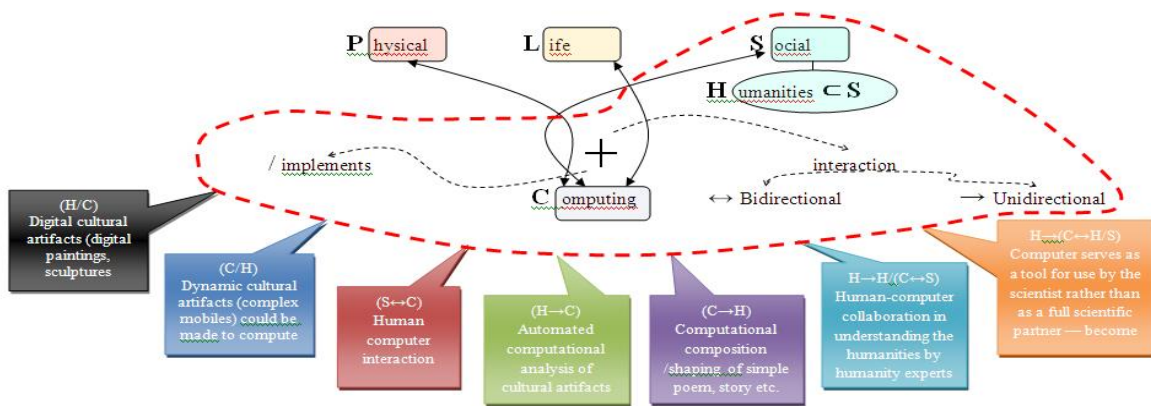 P hysical
L ife
S ocial
H umanities ⊂ S
+
/ implements
interaction
C omputing
↔ Bidirectional
→ Unidirectional
(H/C)
Digital cultural
artifacts (digital
paintings,
sculptures
(C/H)
Dynamic cultural
artifacts (complex
mobiles) could be
made to compute
(S↔C)
Human
computer
interaction
(H→C)
Automated
computational
analysis of
cultural artifacts
(C→H)
Computational
composition
/shaping of simple
poem, story etc.
H→H/(C↔S)
Human-computer
collaboration in
understanding the
humanities by
humanity experts
H→(C↔H/S)
Computer serves as
a tool for use by the
scientist rather than
as a full scientific
partner — become